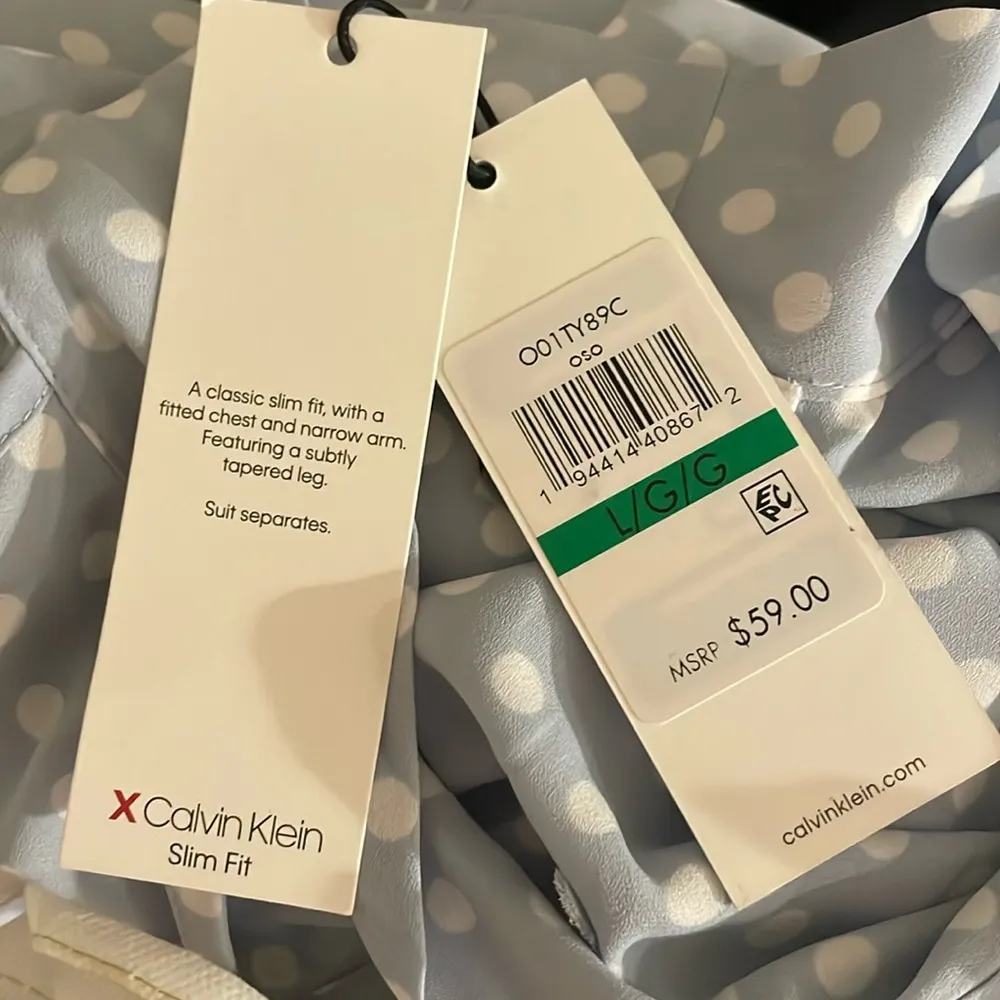 A classic slim fit, with a
fitted chest and narrow arm.
Featuring a subtly
tapered leg.
Suit separates.
X Calvin Klein
Slim Fit
O01TY89C
OSO
1 94414 40867 2
L/G/G
EPC
MSRP $59.00
calvinklein.com